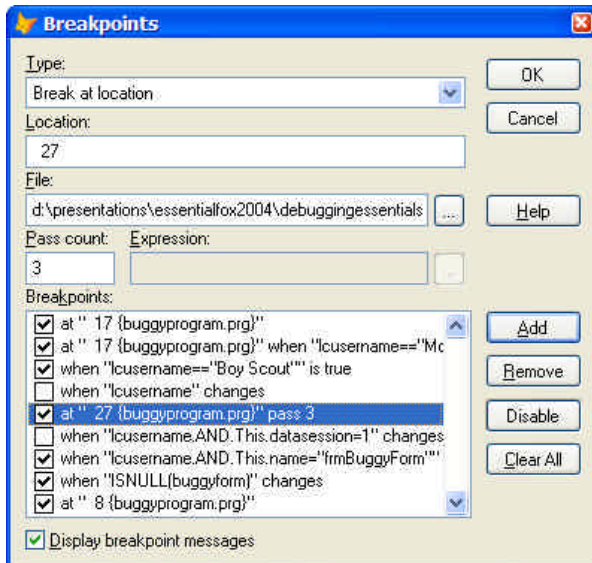 Breakpoints
Type:
Break at location
OK
Location:
Cancel
27
File:
d:\presentations\essentialfox2004\debuggingessentials
...
Help
Pass count:
Expression:
3
Breakpoints:
at " 17 {buggyprogram.prg}"
Add
at " 17 {buggyprogram.prg}" when "lcusername=="Mc
when "lcusername=="Boy Scout"" is true
Remove
when "lcusername" changes
at " 27 {buggyprogram.prg}" pass 3
Disable
when "lcusername.AND.This.datasession=1" changes
when "lcusername.AND.This.name="frmBuggyForm""
Clear All
when "ISNULL(buggyform)" changes
at " 8 {buggyprogram.prg}"
Display breakpoint messages